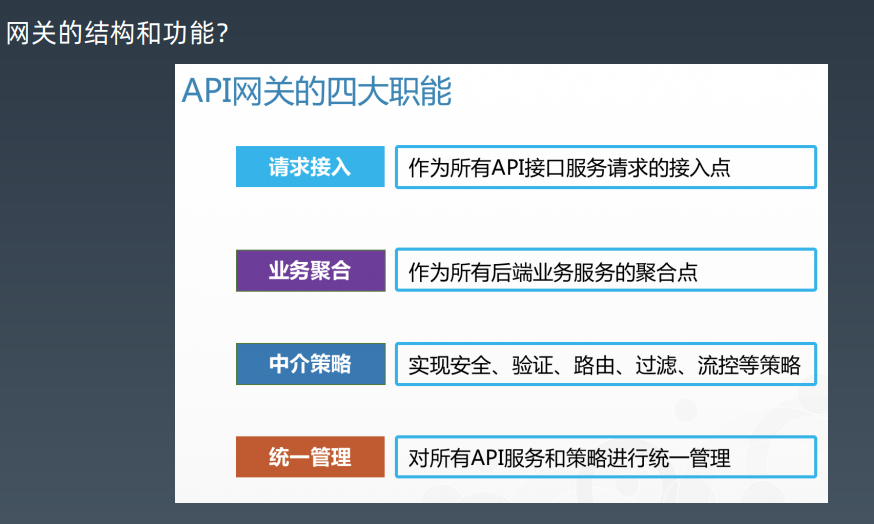 网关的结构和功能?
API网关的四大职能
请求接入 作为所有API接口服务请求的接入点
业务聚合 作为所有后端业务服务的聚合点
中介策略 实现安全、验证、路由、过滤、流控等策略
统一管理 对所有API服务和策略进行统一管理